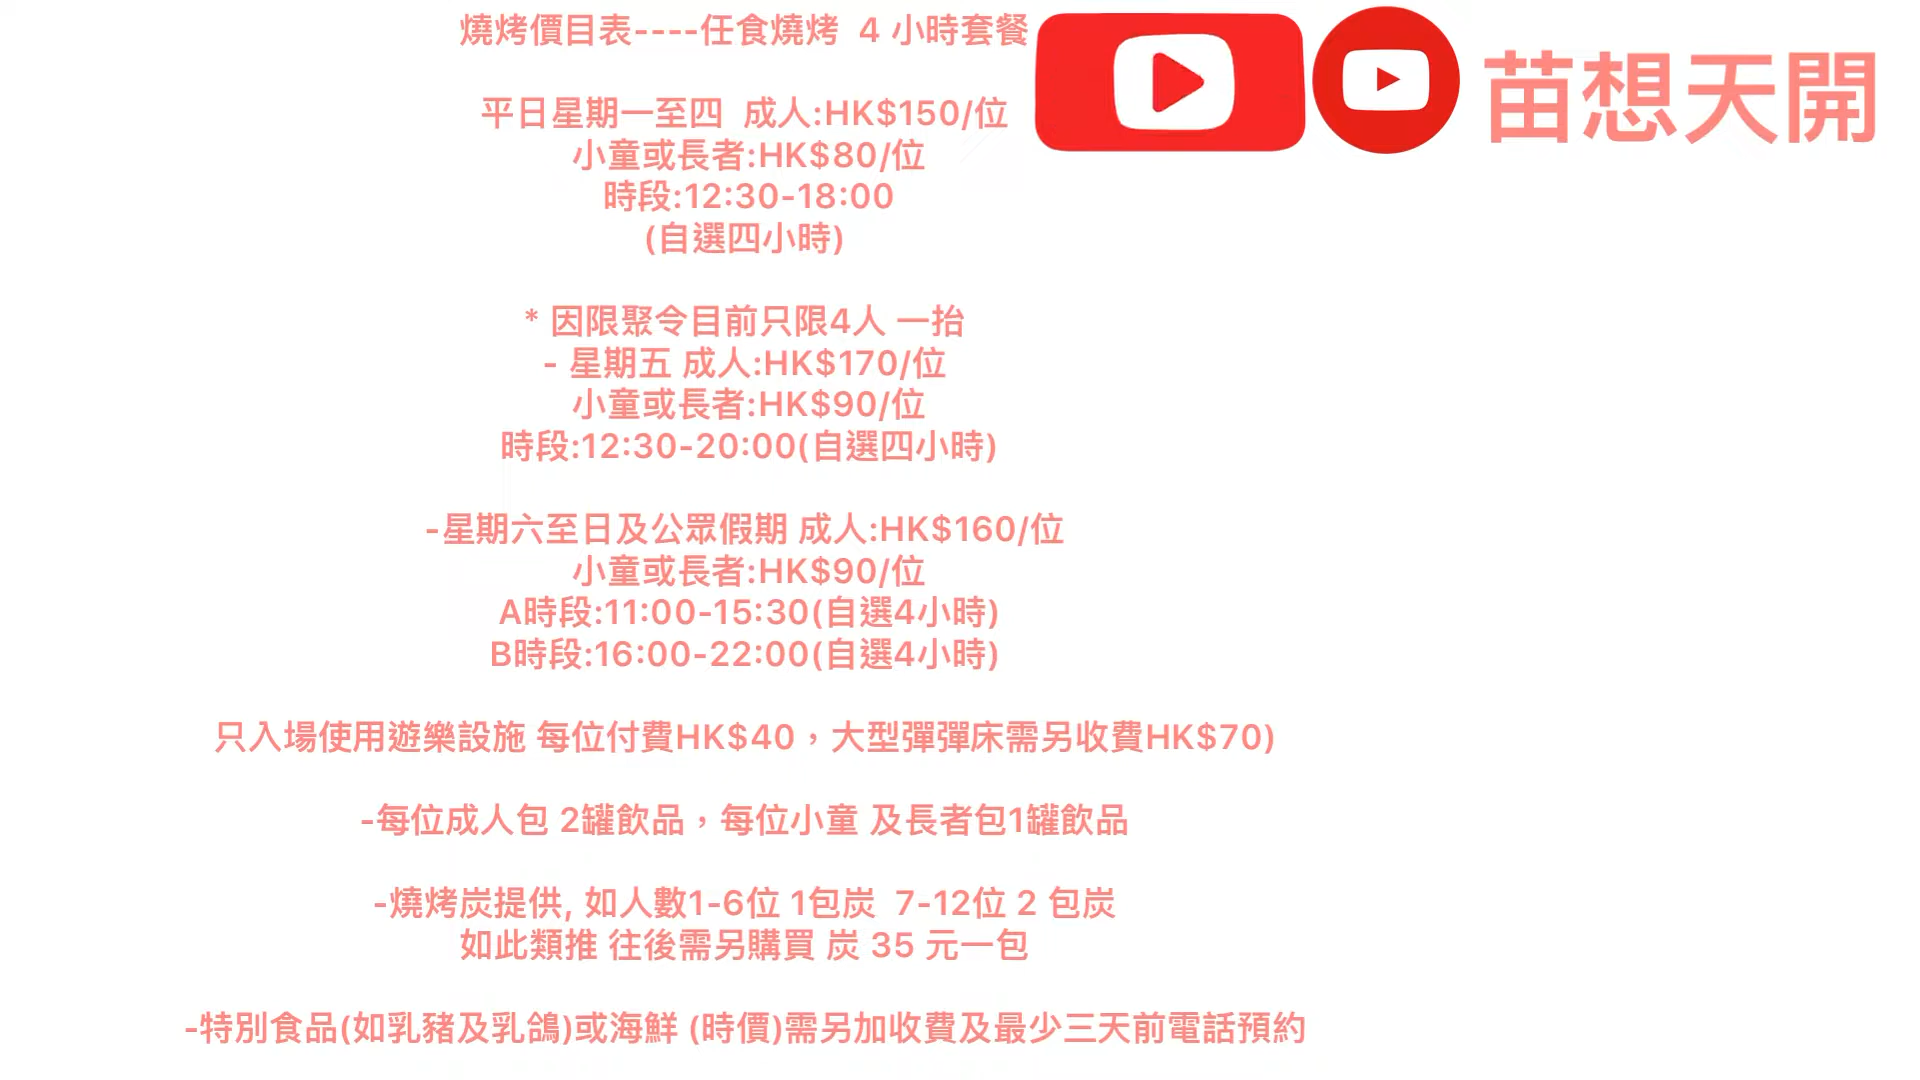 燒烤價目表----任食燒烤 4 小時套餐
苗想天開
平日星期一至四 成人:HK$150/位
小童或長者:HK$80/位
時段:12:30-18:00
(自選四小時)
* 因限聚令目前只限4人 一抬
- 星期五 成人:HK$170/位
小童或長者:HK$90/位
時段:12:30-20:00(自選四小時)
-星期六至日及公眾假期 成人:HK$160/位
小童或長者:HK$90/位
A時段:11:00-15:30(自選4小時)
B時段:16:00-22:00(自選4小時)
只入場使用遊樂設施 每位付費HK$40，大型彈彈床需另收費HK$70)
-每位成人包 2罐飲品，每位小童 及長者包1罐飲品
-燒烤炭提供, 如人數1-6位 1包炭 7-12位 2 包炭
如此類推 往後需另購買 炭 35 元一包
-特別食品(如乳豬及乳鴿)或海鮮 (時價)需另加收費及最少三天前電話預約